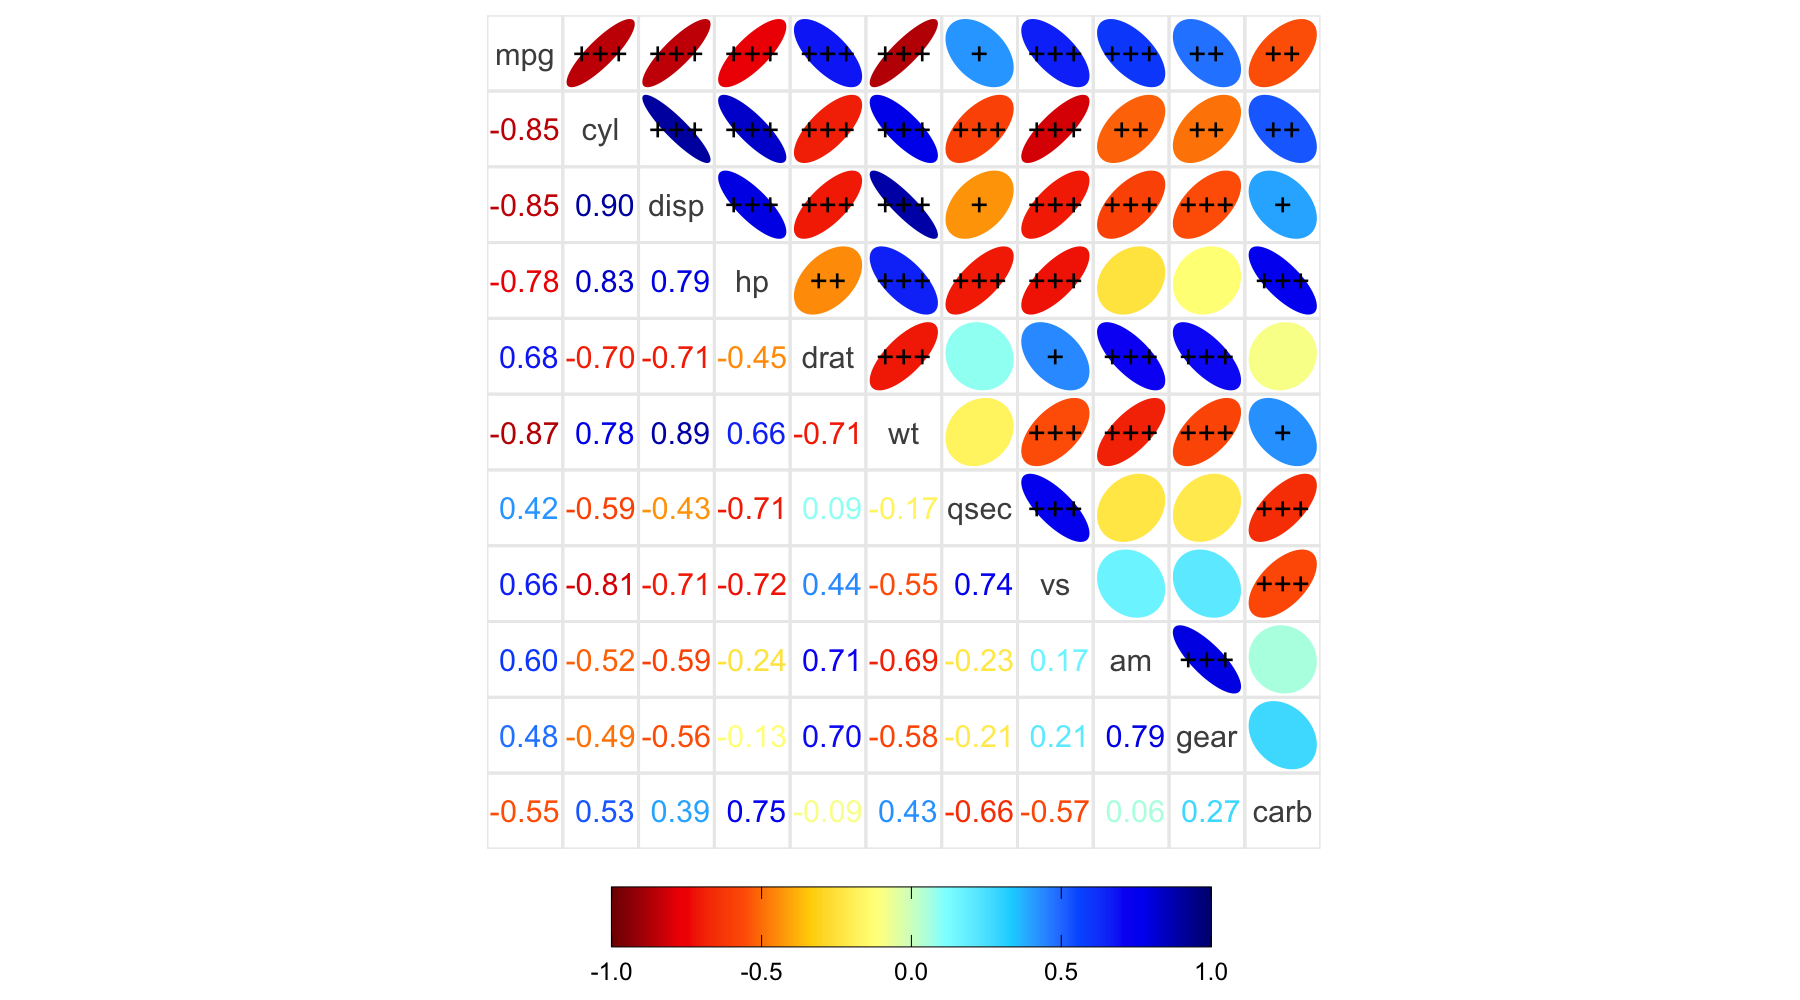 mpg +++ +++ +++ +++ +++ + +++ +++ ++ ++
-0.85 cyl +++ +++ +++ +++ +++ +++ ++ ++ ++
-0.85 0.90 disp +++ +++ +++ + +++ +++ +++ +
-0.78 0.83 0.79 hp ++ +++ +++ +++ +++
0.68 -0.70 -0.71 -0.45 drat +++ + +++ +++
-0.87 0.78 0.89 0.66 -0.71 wt +++ +++ +++ +
0.42 -0.59 -0.43 -0.71 0.09 -0.17 qsec +++ +++
0.66 -0.81 -0.71 -0.72 0.44 -0.55 0.74 vs +++
0.60 -0.52 -0.59 -0.24 0.71 -0.69 -0.23 0.17 am +++
0.48 -0.49 -0.56 -0.13 0.70 -0.58 -0.21 0.21 0.79 gear
-0.55 0.53 0.39 0.75 -0.09 0.43 -0.66 -0.57 0.06 0.27 carb
-1.0 -0.5 0.0 0.5 1.0